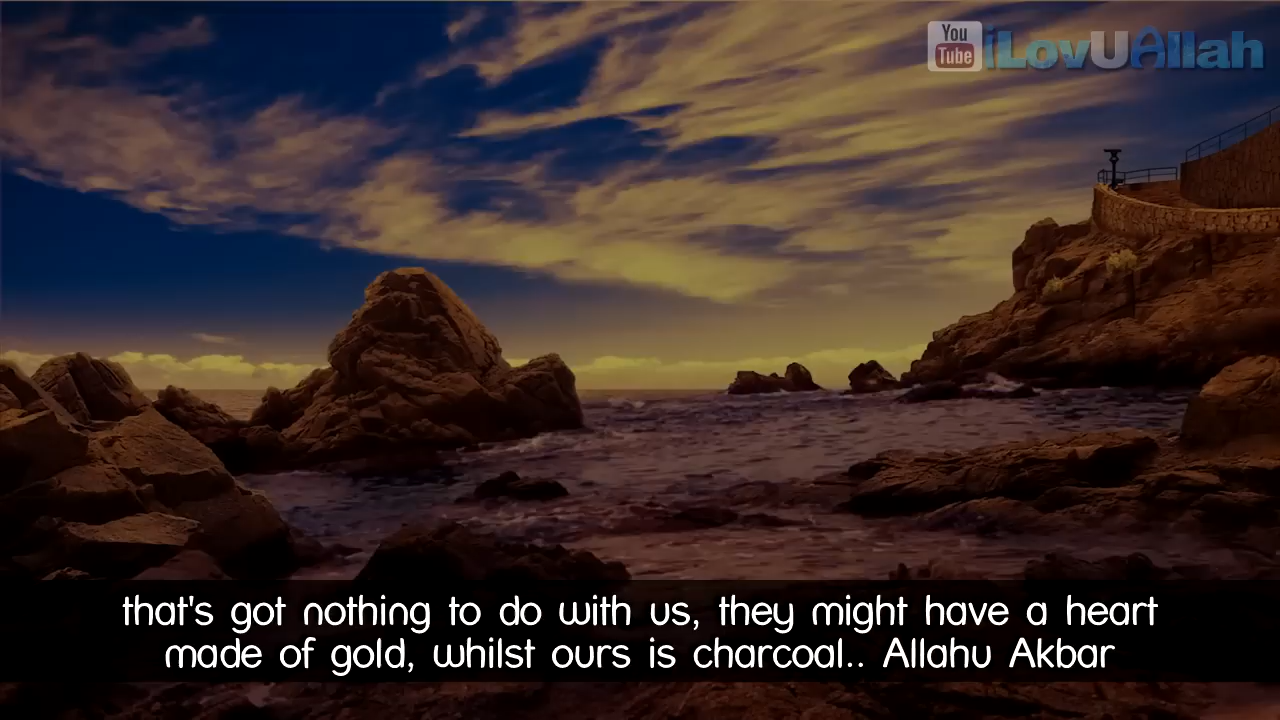 You
Tube
iLovUAllah
that's got nothing to do with us, they might have a heart
made of gold, whilst ours is charcoal.. Allahu Akbar